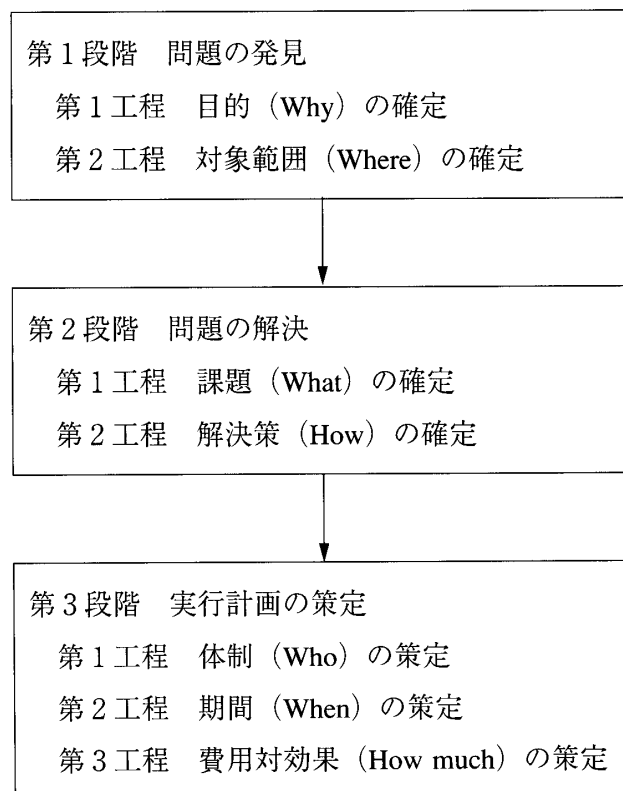 第1段階　問題の発見
第1工程　目的（Why）の確定
第2工程　対象範囲（Where）の確定
第2段階　問題の解決
第1工程　課題（What）の確定
第2工程　解決策（How）の確定
第3段階　実行計画の策定
第1工程　体制（Who）の策定
第2工程　期間（When）の策定
第3工程　費用対効果（How much）の策定